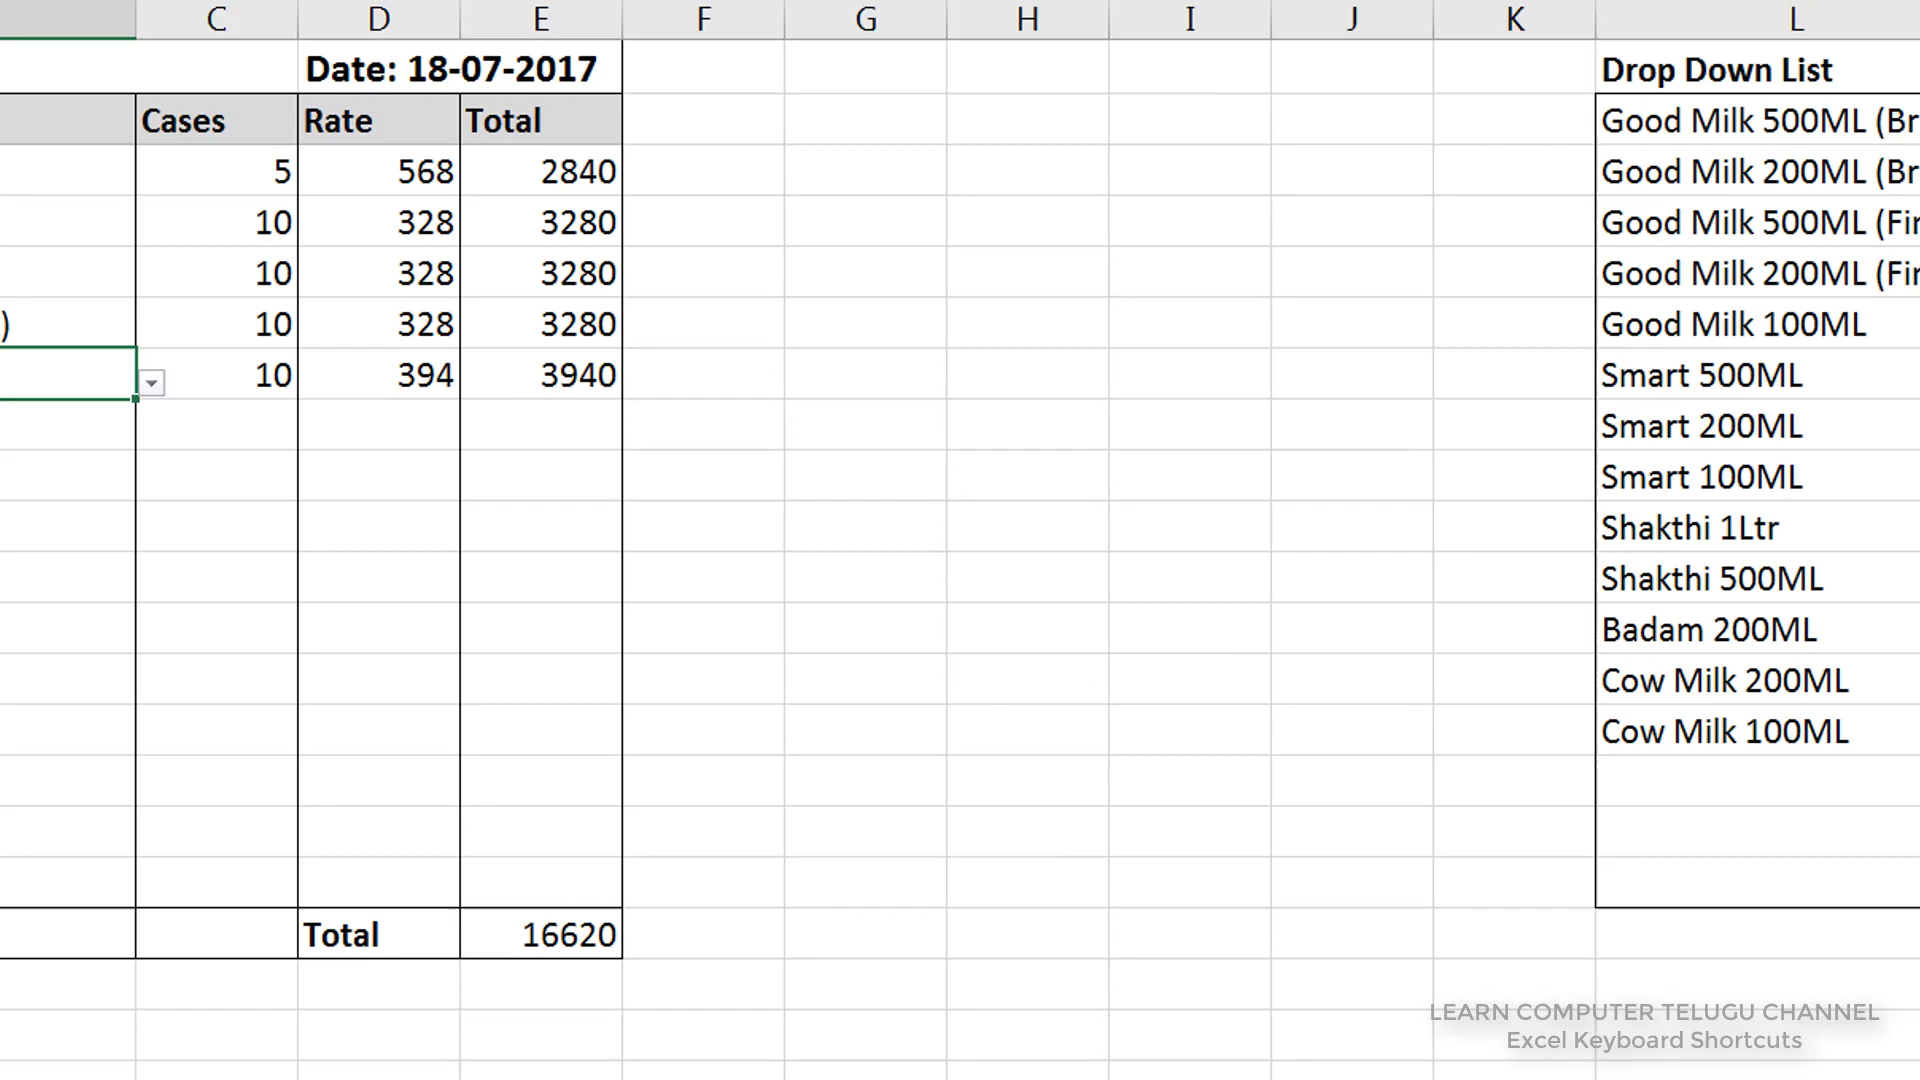 C D E F G H I J K L
Date: 18-07-2017 Drop Down List
Cases Rate Total Good Milk 500ML (Br
5 568 2840 Good Milk 200ML (Br
10 328 3280 Good Milk 500ML (Fir
10 328 3280 Good Milk 200ML (Fir
) 10 328 3280 Good Milk 100ML
10 394 3940 Smart 500ML
Smart 200ML
Smart 100ML
Shakthi 1Ltr
Shakthi 500ML
Badam 200ML
Cow Milk 200ML
Cow Milk 100ML
Total 16620
LEARN COMPUTER TELUGU CHANNEL
Excel Keyboard Shortcuts